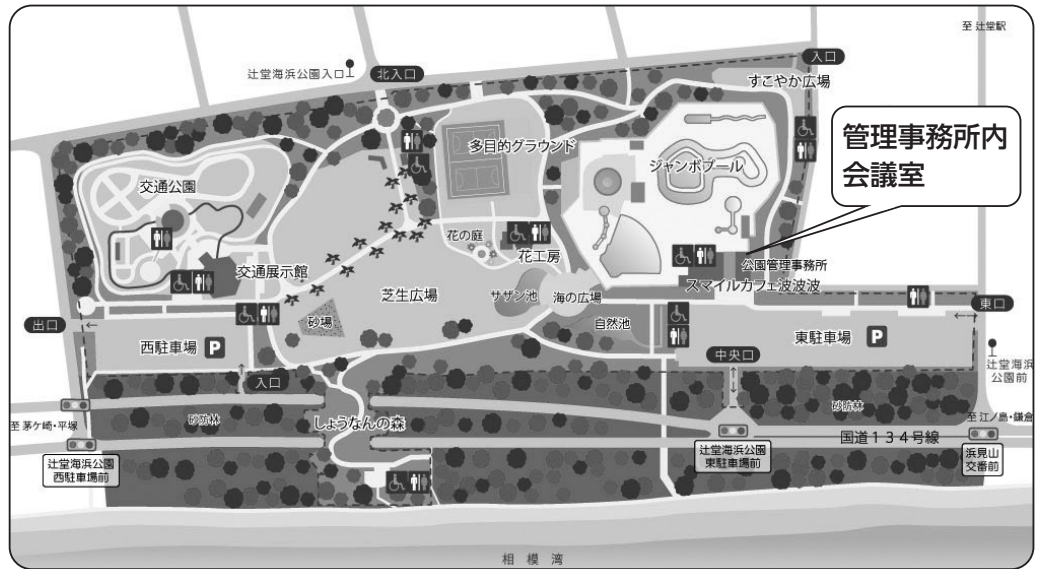 至 辻堂駅
入口
辻堂海浜公園入口
北入口
すこやか広場
管理事務所内
会議室
多目的グラウンド
ジャンボプール
交通公園
花の庭
花工房
公園管理事務所
交通展示館
スマイルカフェ波波波
芝生広場
サザン池
海の広場
砂場
自然池
出口
東口
西駐車場
P
東駐車場
P
中央口
入口
辻堂海浜
公園前
砂防林
砂防林
至 茅ケ崎・平塚
しょうなんの森
至 江ノ島・鎌倉
国道134号線
辻堂海浜公園
西駐車場前
辻堂海浜公園
東駐車場前
浜見山
交番前
相模湾